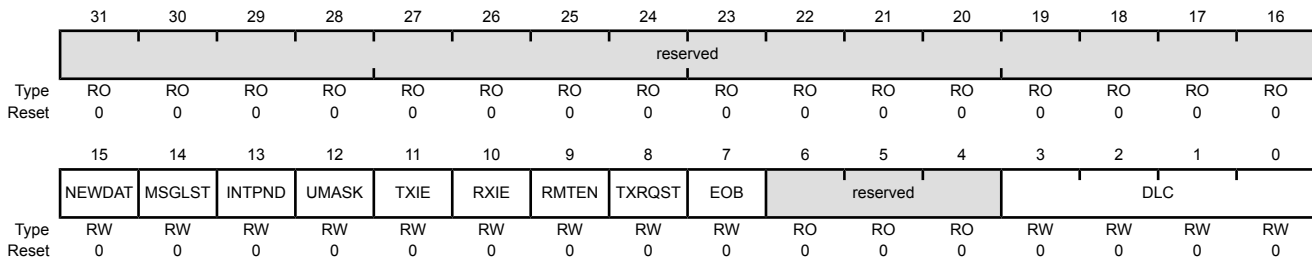 31 30 29 28 27 26 25 24 23 22 21 20 19 18 17 16
reserved
Type RO RO RO RO RO RO RO RO RO RO RO RO RO RO RO RO
Reset 0 0 0 0 0 0 0 0 0 0 0 0 0 0 0 0
15 14 13 12 11 10 9 8 7 6 5 4 3 2 1 0
NEWDAT MSGLST INTPND UMASK TXIE RXIE RMTEN TXRQST EOB reserved DLC
Type RW RW RW RW RW RW RW RW RW RO RO RO RW RW RW RW
Reset 0 0 0 0 0 0 0 0 0 0 0 0 0 0 0 0